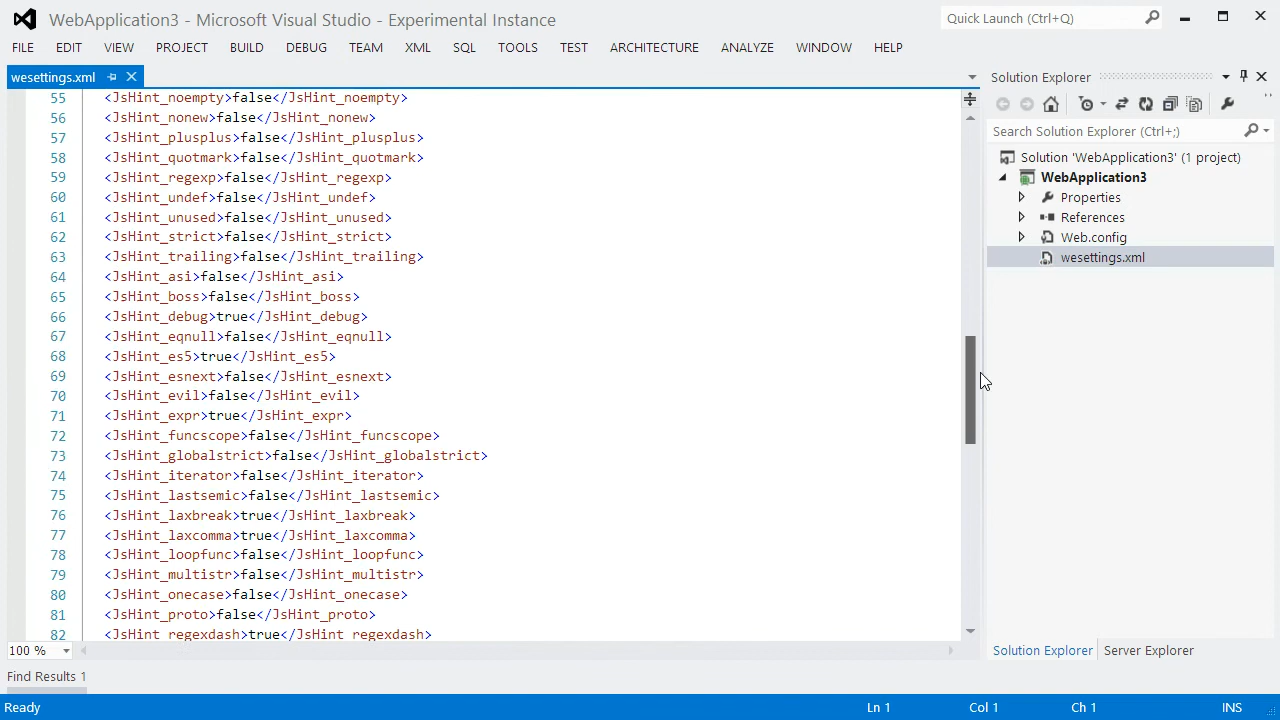 WebApplication3 - Microsoft Visual Studio - Experimental Instance
Quick Launch (Ctrl+Q)
FILE EDIT VIEW PROJECT BUILD DEBUG TEAM XML SQL TOOLS TEST ARCHITECTURE ANALYZE WINDOW HELP
wesettings.xml
55 <JsHint_noempty>false</JsHint_noempty>
56 <JsHint_nonew>false</JsHint_nonew>
57 <JsHint_plusplus>false</JsHint_plusplus>
58 <JsHint_quotmark>false</JsHint_quotmark>
59 <JsHint_regexp>false</JsHint_regexp>
60 <JsHint_undef>false</JsHint_undef>
61 <JsHint_unused>false</JsHint_unused>
62 <JsHint_strict>false</JsHint_strict>
63 <JsHint_trailing>false</JsHint_trailing>
64 <JsHint_asi>false</JsHint_asi>
65 <JsHint_boss>false</JsHint_boss>
66 <JsHint_debug>true</JsHint_debug>
67 <JsHint_eqnull>false</JsHint_eqnull>
68 <JsHint_es5>true</JsHint_es5>
69 <JsHint_esnext>false</JsHint_esnext>
70 <JsHint_evil>false</JsHint_evil>
71 <JsHint_expr>true</JsHint_expr>
72 <JsHint_funcscope>false</JsHint_funcscope>
73 <JsHint_globalstrict>false</JsHint_globalstrict>
74 <JsHint_iterator>false</JsHint_iterator>
75 <JsHint_lastsemic>false</JsHint_lastsemic>
76 <JsHint_laxbreak>true</JsHint_laxbreak>
77 <JsHint_laxcomma>true</JsHint_laxcomma>
78 <JsHint_loopfunc>false</JsHint_loopfunc>
79 <JsHint_multistr>false</JsHint_multistr>
80 <JsHint_onecase>false</JsHint_onecase>
81 <JsHint_proto>false</JsHint_proto>
82 <JsHint_regexdash>true</JsHint_regexdash>
100 %
Solution Explorer
Search Solution Explorer (Ctrl+;)
Solution 'WebApplication3' (1 project)
WebApplication3
Properties
References
Web.config
wesettings.xml
Solution Explorer Server Explorer
Find Results 1
Ready Ln 1 Col 1 Ch 1 INS